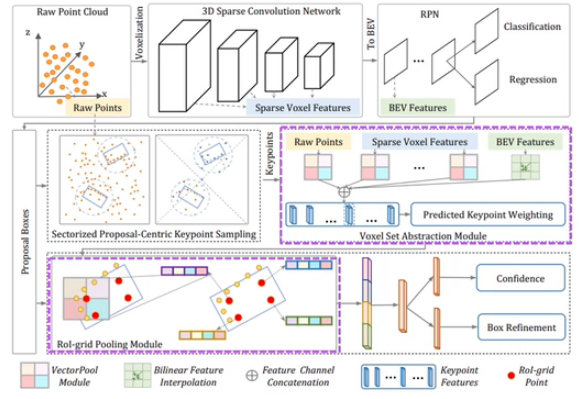 Raw Point Cloud
z
y
x
Raw Points
Voxelization
3D Sparse Convolution Network
Sparse Voxel Features
To BEV
RPN
Classification
...
Regression
BEV Features
Proposal Boxes
Sectorized Proposal-Centric Keypoint Sampling
Keypoints
Raw Points
Sparse Voxel Features
BEV Features
...
... ...
Predicted Keypoint Weighting
Voxel Set Abstraction Module
RoI-grid Pooling Module
Confidence
Box Refinement
VectorPool
Module
Bilinear Feature
Interpolation
Feature Channel
Concatenation
... ...
Keypoint
Features
RoI-grid
Point